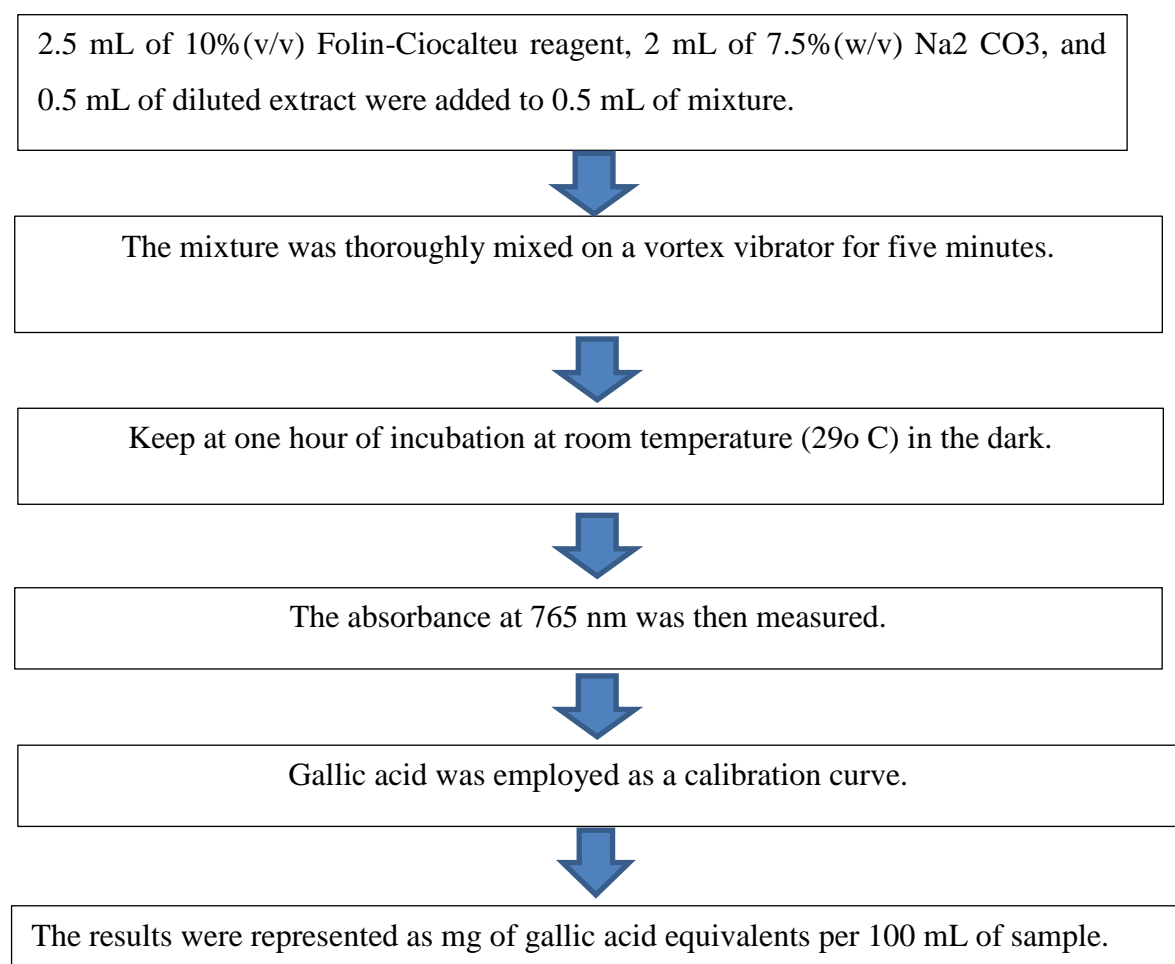 2.5 mL of 10%(v/v) Folin-Ciocalteu reagent, 2 mL of 7.5%(w/v) Na2 CO3, and
0.5 mL of diluted extract were added to 0.5 mL of mixture.
The mixture was thoroughly mixed on a vortex vibrator for five minutes.
Keep at one hour of incubation at room temperature (29o C) in the dark.
The absorbance at 765 nm was then measured.
Gallic acid was employed as a calibration curve.
The results were represented as mg of gallic acid equivalents per 100 mL of sample.